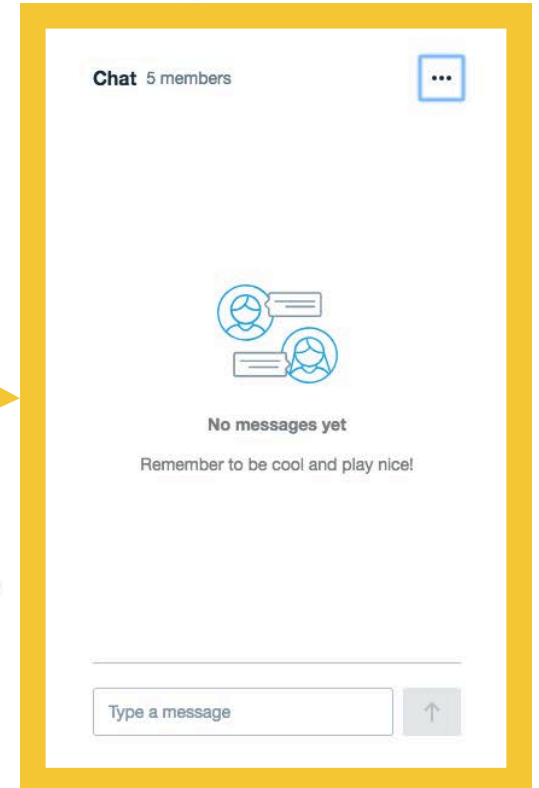 Chat 5 members
No messages yet
Remember to be cool and play nice!
Type a message